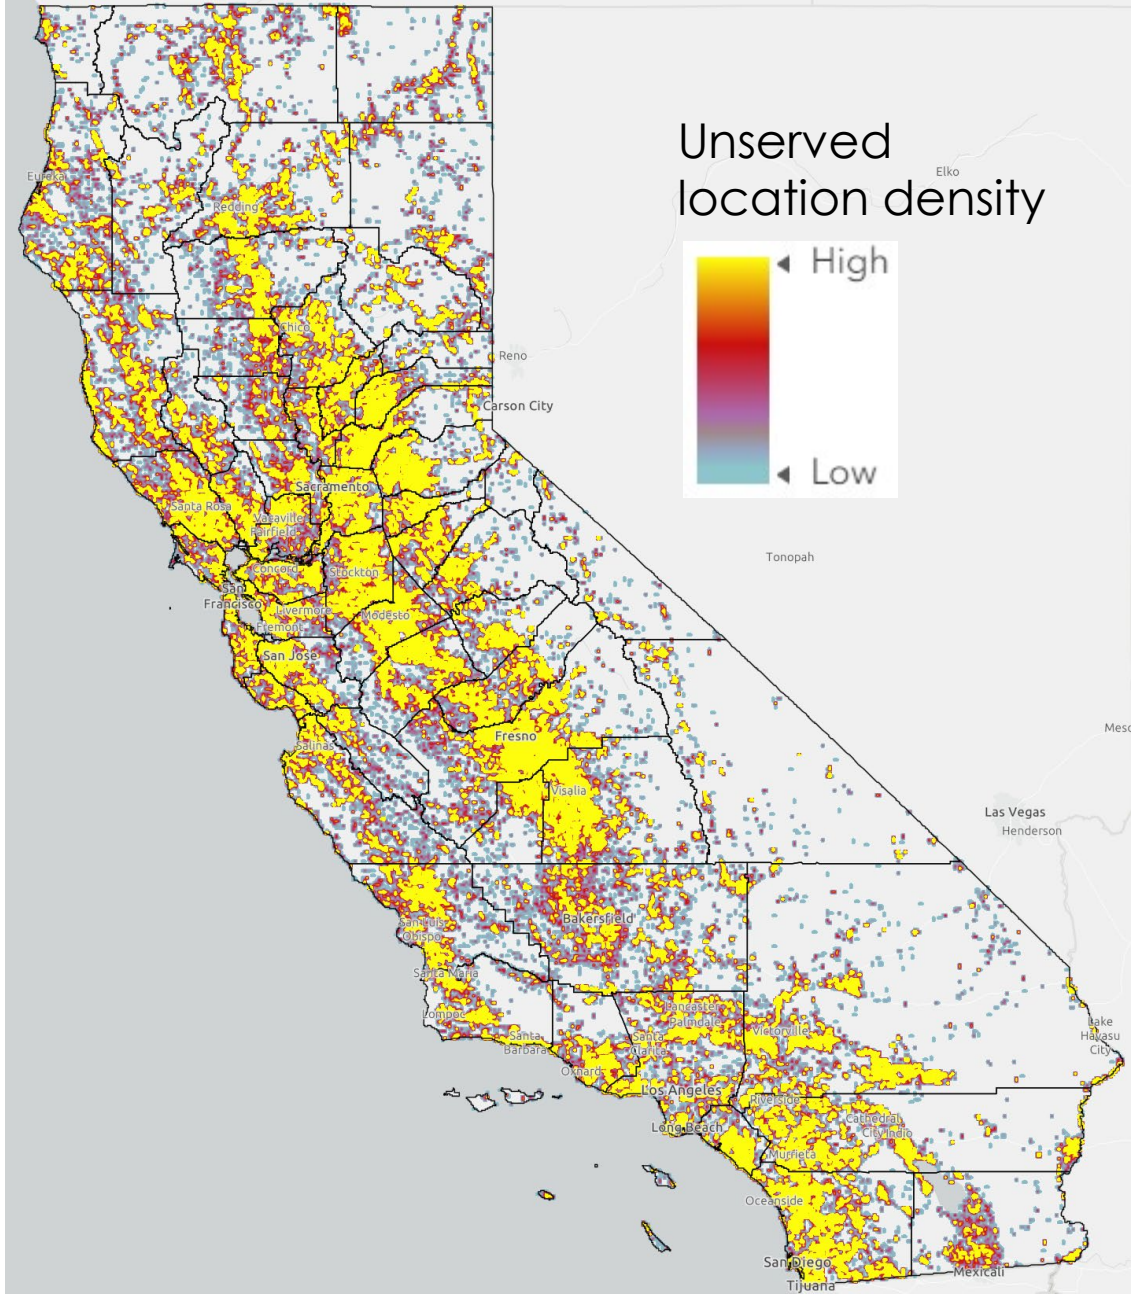 Unserved
location density
High
Low
Elko
Eureka
Redding
Chico
Reno
Carson City
Sacramento
Santa Rosa
Vacaville
Fairfield
Tonopah
Concord
Stockton
San
Francisco
Livermore
Modesto
Fremont
San Jose
Mesq
Salinas
Fresno
Visalia
Las Vegas
Henderson
Bakersfield
San Luis
Obispo
Santa Maria
Lompoc
Lancaster
Palmdale
Victorville
Lake
Havasu
City
Santa
Barbara
Santa
Clarita
Oxnard
Los Angeles
Riverside
Cathedral
City
Indio
Long Beach
Murrieta
Oceanside
San Diego
Tijuana
Mexicali